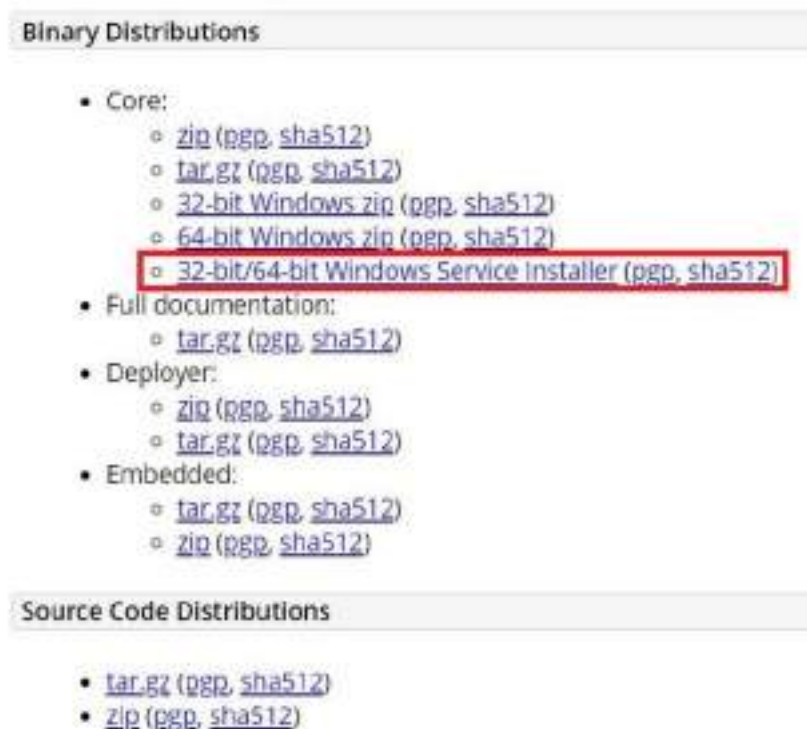 Binary Distributions
• Core:
◦ zip (pgp, sha512)
◦ tar.gz (pgp, sha512)
◦ 32-bit Windows zip (pgp, sha512)
◦ 64-bit Windows zip (pgp, sha512)
◦ 32-bit/64-bit Windows Service Installer (pgp, sha512)
• Full documentation:
◦ tar.gz (pgp, sha512)
• Deployer:
◦ zip (pgp, sha512)
◦ tar.gz (pgp, sha512)
• Embedded:
◦ tar.gz (pgp, sha512)
◦ zip (pgp, sha512)
Source Code Distributions
• tar.gz (pgp, sha512)
• zip (pgp, sha512)